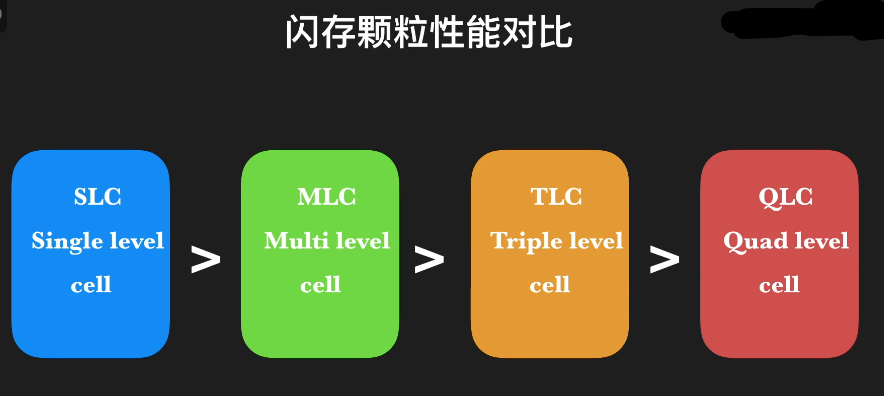 闪存颗粒性能对比
SLC
Single level
cell
>
MLC
Multi level
cell
>
TLC
Triple level
cell
>
QLC
Quad level
cell